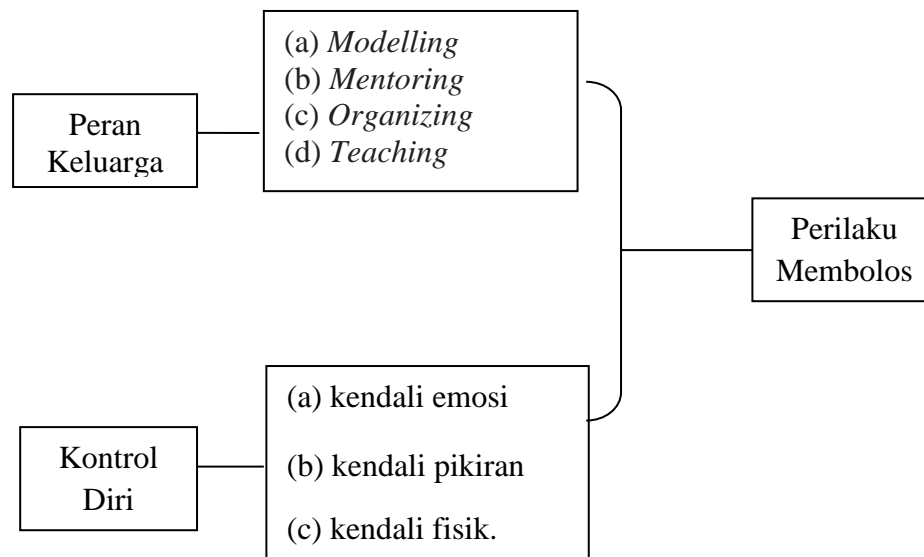 Peran
Keluarga
(a) Modelling
(b) Mentoring
(c) Organizing
(d) Teaching
Perilaku
Membolos
Kontrol
Diri
(a) kendali emosi
(b) kendali pikiran
(c) kendali fisik.